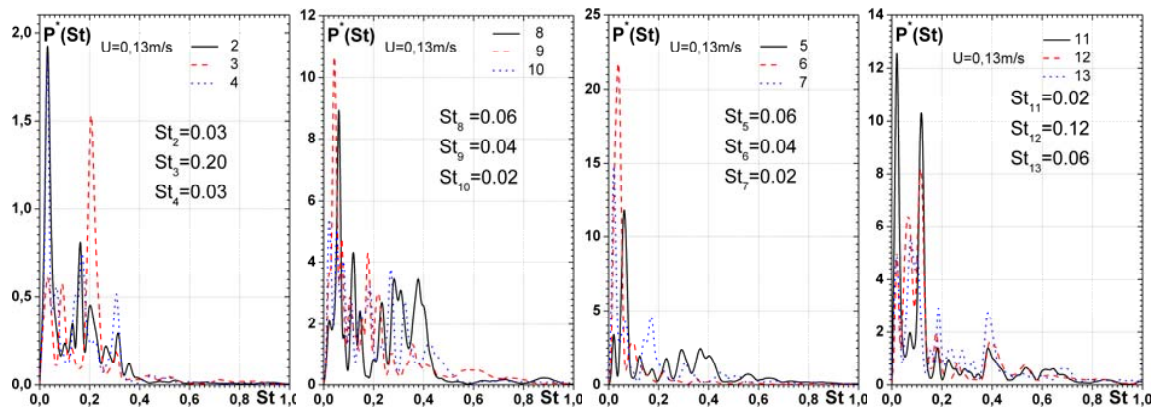 P*(St)
U=0,13m/s
2
3
4
St2=0.03
St3=0.20
St4=0.03
2,0
1,5
1,0
0,5
0,0
0,0 0,2 0,4 0,6 0,8 St 1,0
P*(St)
U=0,13m/s
8
9
10
St8=0.06
St9=0.04
St10=0.02
12
10
8
6
4
2
0
0,0 0,2 0,4 0,6 0,8 St 1,0
P*(St)
U=0,13m/s
5
6
7
St5=0.06
St6=0.04
St7=0.02
25
20
15
10
5
0
0,0 0,2 0,4 0,6 0,8 St 1,0
P*(St)
U=0,13m/s
11
12
13
St11=0.02
St12=0.12
St13=0.06
14
12
10
8
6
4
2
0
0,0 0,2 0,4 0,6 0,8 St 1,0